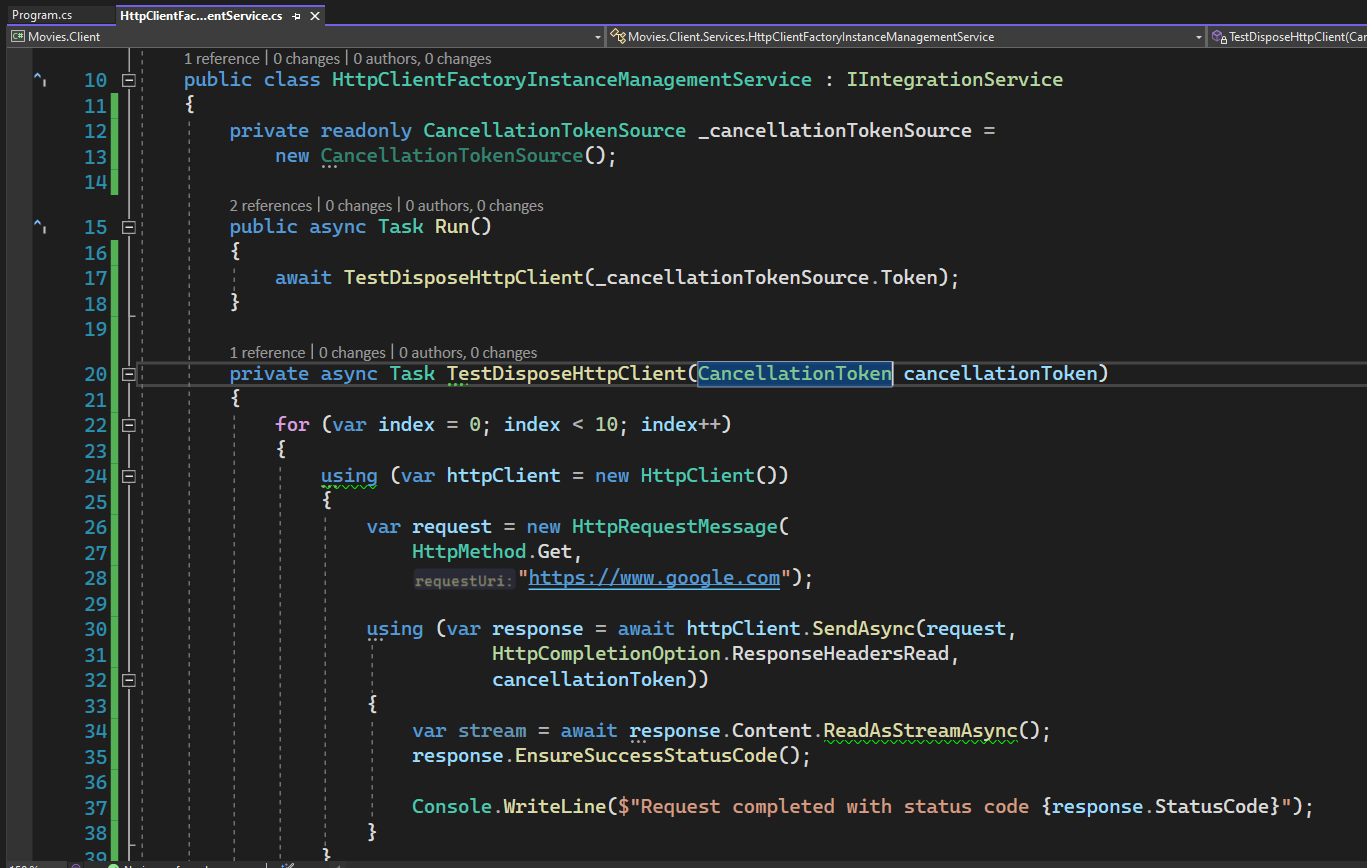 Program.cs
HttpClientFac...entService.cs
Movies.Client
Movies.Client.Services.HttpClientFactoryInstanceManagementService
TestDisposeHttpClient(Car
1 reference | 0 changes | 0 authors, 0 changes
10 public class HttpClientFactoryInstanceManagementService : IIntegrationService
11 {
12 private readonly CancellationTokenSource _cancellationTokenSource =
13 new CancellationTokenSource();
14
2 references | 0 changes | 0 authors, 0 changes
15 public async Task Run()
16 {
17 await TestDisposeHttpClient(_cancellationTokenSource.Token);
18 }
19
1 reference | 0 changes | 0 authors, 0 changes
20 private async Task TestDisposeHttpClient(CancellationToken cancellationToken)
21 {
22 for (var index = 0; index < 10; index++)
23 {
24 using (var httpClient = new HttpClient())
25 {
26 var request = new HttpRequestMessage(
27 HttpMethod.Get,
28 requestUri: "https://www.google.com");
29
30 using (var response = await httpClient.SendAsync(request,
31 HttpCompletionOption.ResponseHeadersRead,
32 cancellationToken))
33 {
34 var stream = await response.Content.ReadAsStreamAsync();
35 response.EnsureSuccessStatusCode();
36
37 Console.WriteLine($"Request completed with status code {response.StatusCode}");
38 }
39 }